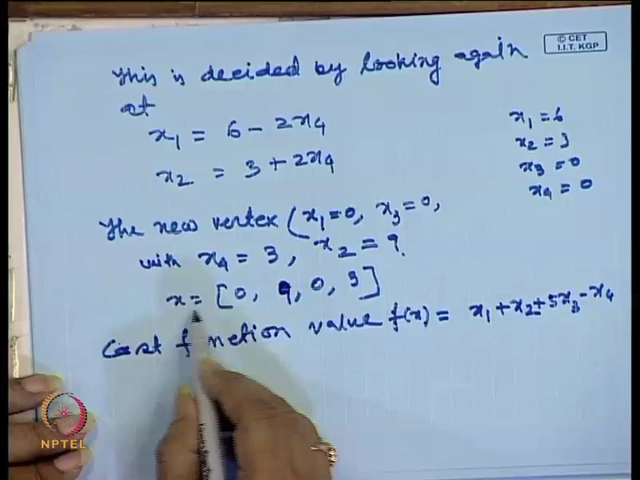 © CET
I.I.T. KGP
This is decided by looking again
at
x₁ = 6 - 2x₄
x₂ = 3 + 2x₄
x₁ = 6
x₂ = 3
x₃ = 0
x₄ = 0
The new vertex (x₁=0, x₃=0,
with x₄ = 3, x₂ = 9.
x = [0, 9, 0, 3]
Cost function value f(x) = x₁ + x₂ + 5x₃ - x₄
NPTEL